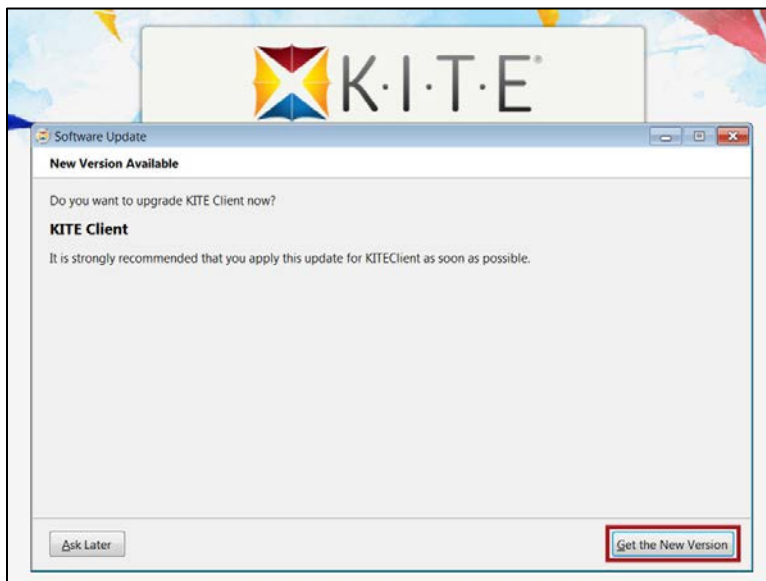 K·I·T·E®
Software Update
New Version Available
Do you want to upgrade KITE Client now?
KITE Client
It is strongly recommended that you apply this update for KITEClient as soon as possible.
Ask Later
Get the New Version